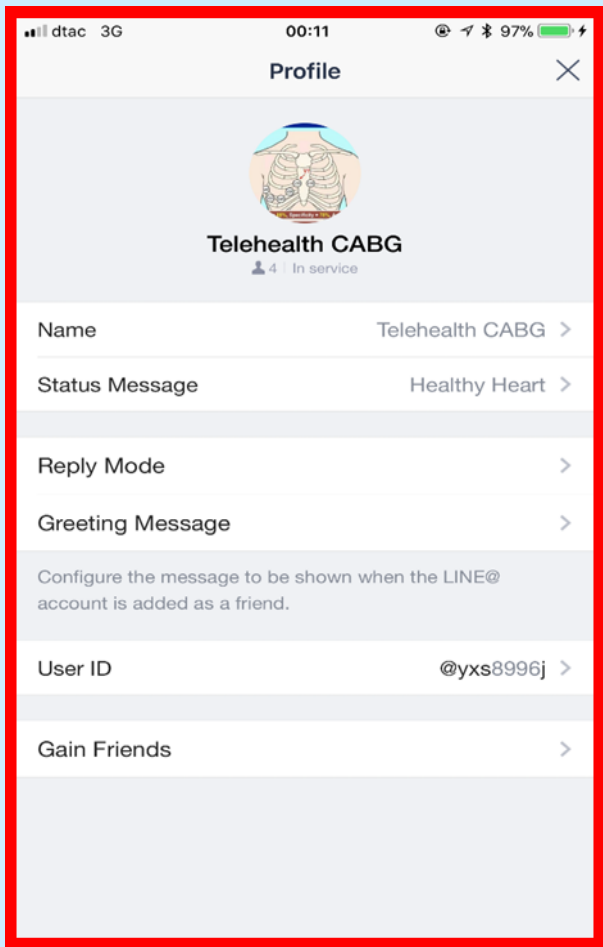 dtac 3G 00:11 97%
Profile
Telehealth CABG
4 | In service
Name Telehealth CABG
Status Message Healthy Heart
Reply Mode
Greeting Message
Configure the message to be shown when the LINE@
account is added as a friend.
User ID @yxs8996j
Gain Friends